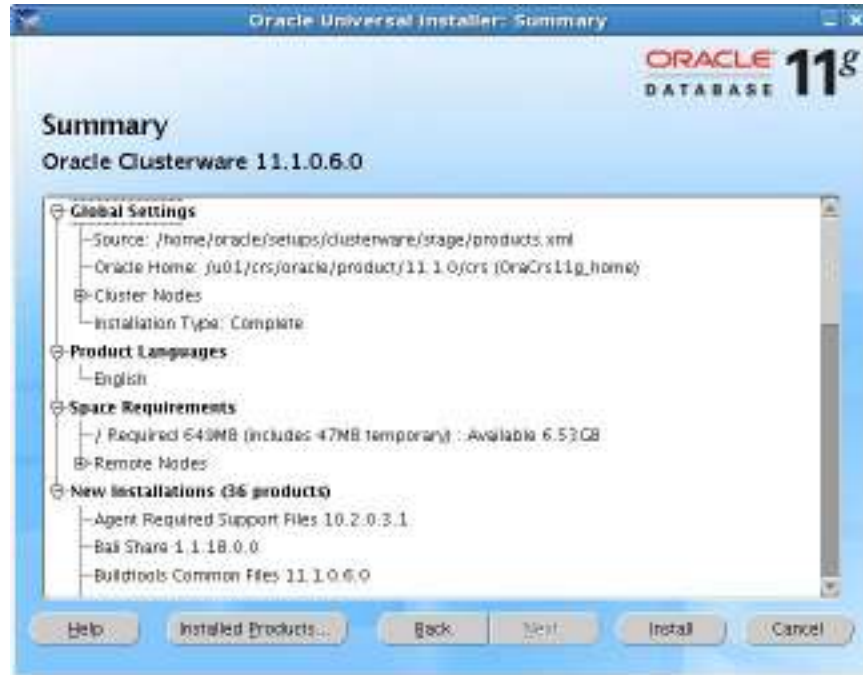 Oracle Universal Installer: Summary
ORACLE 11g
DATABASE
Summary
Oracle Clusterware 11.1.0.6.0
Global Settings
Source: /home/oracle/setups/clusterware/stage/products.xml
Oracle Home: /u01/crs/oracle/product/11.1.0/crs (OraCrs11g_home)
Cluster Nodes
Installation Type: Complete
Product Languages
English
Space Requirements
/ Required 649MB (includes 47MB temporary) : Available 6.53GB
Remote Nodes
New Installations (36 products)
Agent Required Support Files 10.2.0.3.1
Bali Share 1.1.18.0.0
Buildtools Common Files 11.1.0.6.0
Help
Installed Products...
Back
Next
Install
Cancel